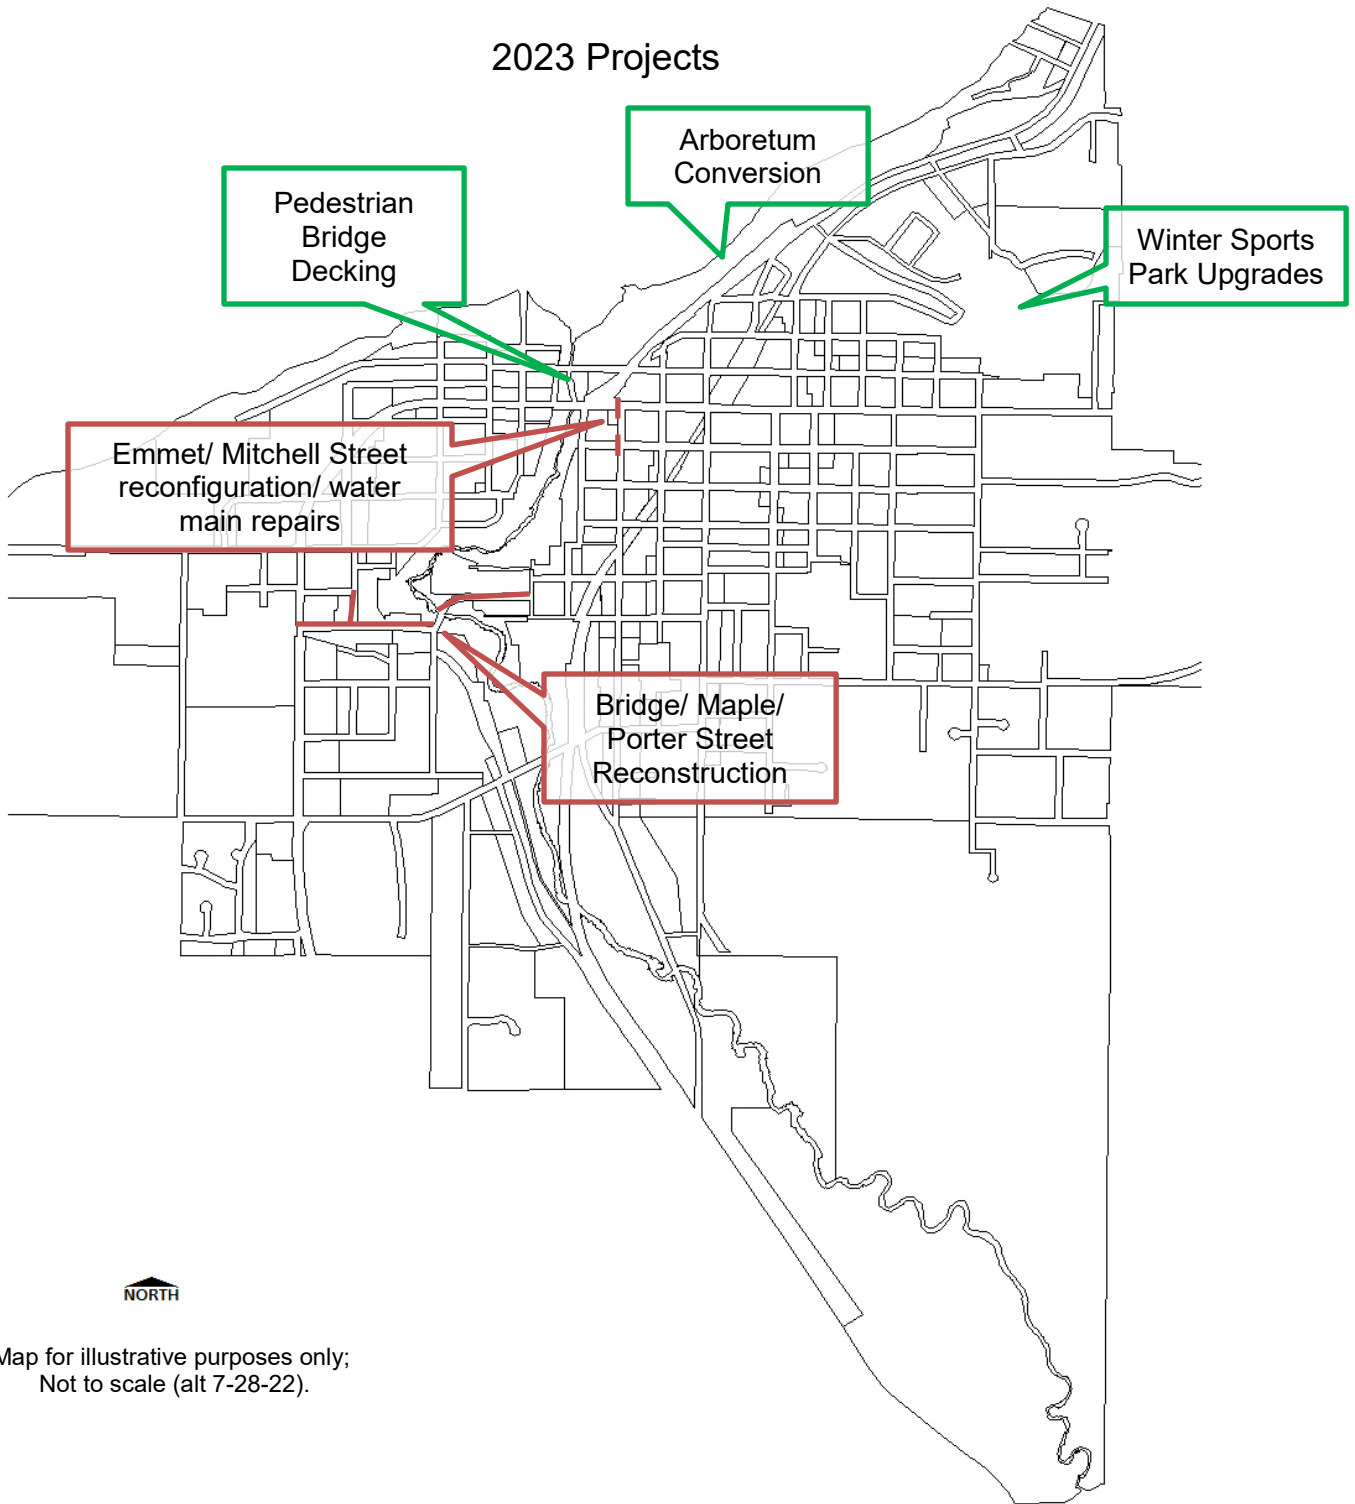 2023 Projects
Arboretum
Conversion
Pedestrian
Bridge
Decking
Winter Sports
Park Upgrades
Emmet/ Mitchell Street
reconfiguration/ water
main repairs
Bridge/ Maple/
Porter Street
Reconstruction
NORTH
Map for illustrative purposes only;
Not to scale (alt 7-28-22).